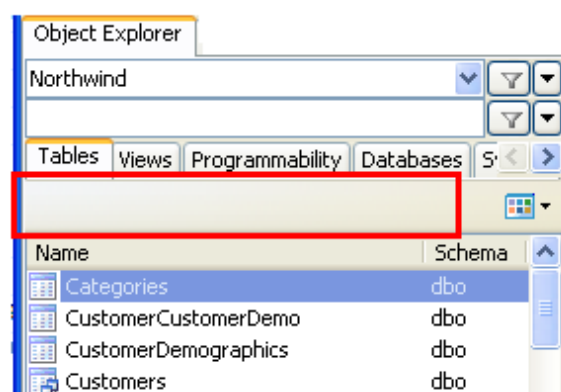 Object Explorer
Northwind
Tables Views Programmability Databases S
Name Schema
Categories dbo
CustomerCustomerDemo dbo
CustomerDemographics dbo
Customers dbo